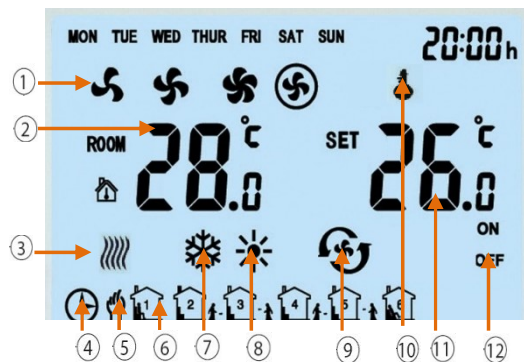 MON TUE WED THUR FRI SAT SUN 20:00h
1
2 ROOM 28.0°C SET 26.0°C
ON
3 OFF
1 2 3 4 5 6
4 5 6 7 8 9 10 11 12